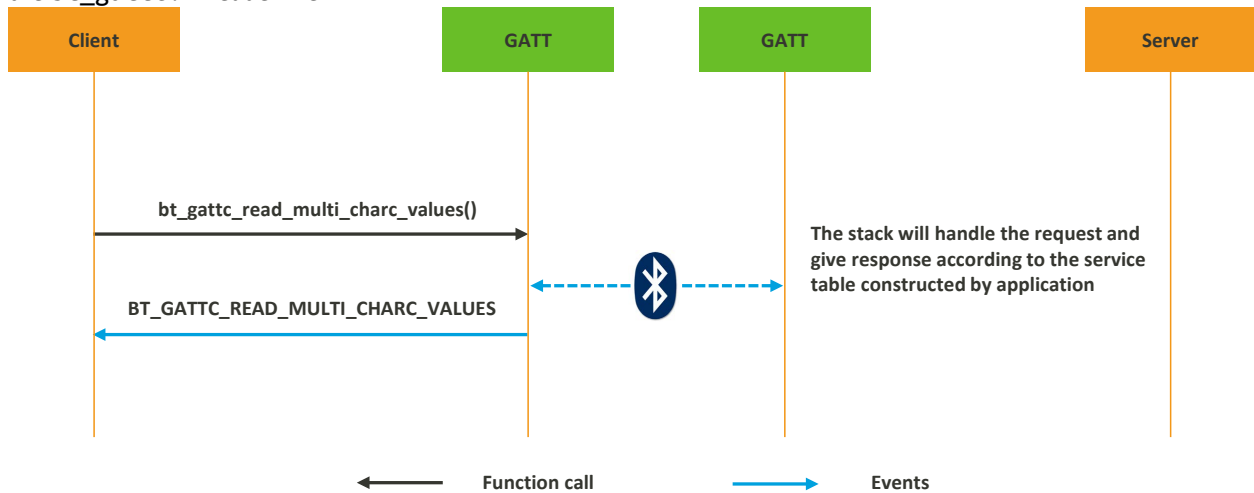 Client
GATT
GATT
Server
bt_gattc_read_multi_charc_values()
The stack will handle the request and
give response according to the service
table constructed by application
BT_GATTC_READ_MULTI_CHARC_VALUES
Function call
Events